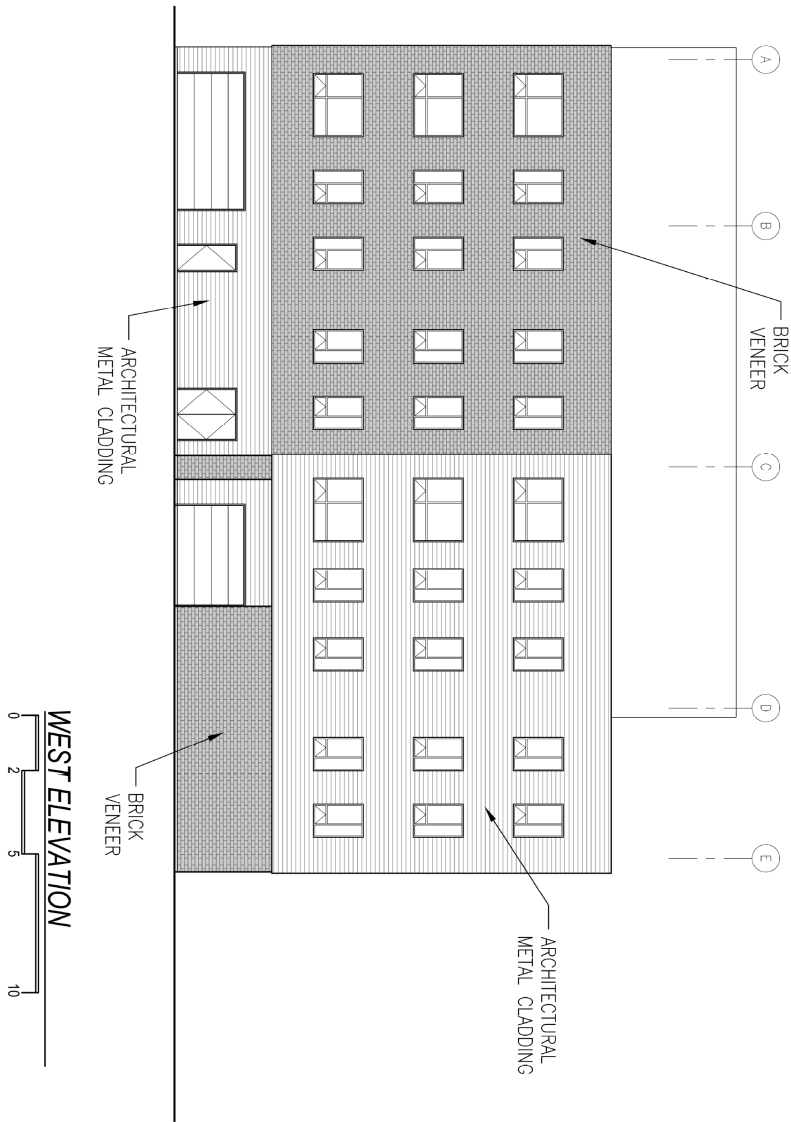 A
B
C
D
E
BRICK
VENEER
ARCHITECTURAL
METAL CLADDING
ARCHITECTURAL
METAL CLADDING
BRICK
VENEER
WEST ELEVATION
0 2 5 10